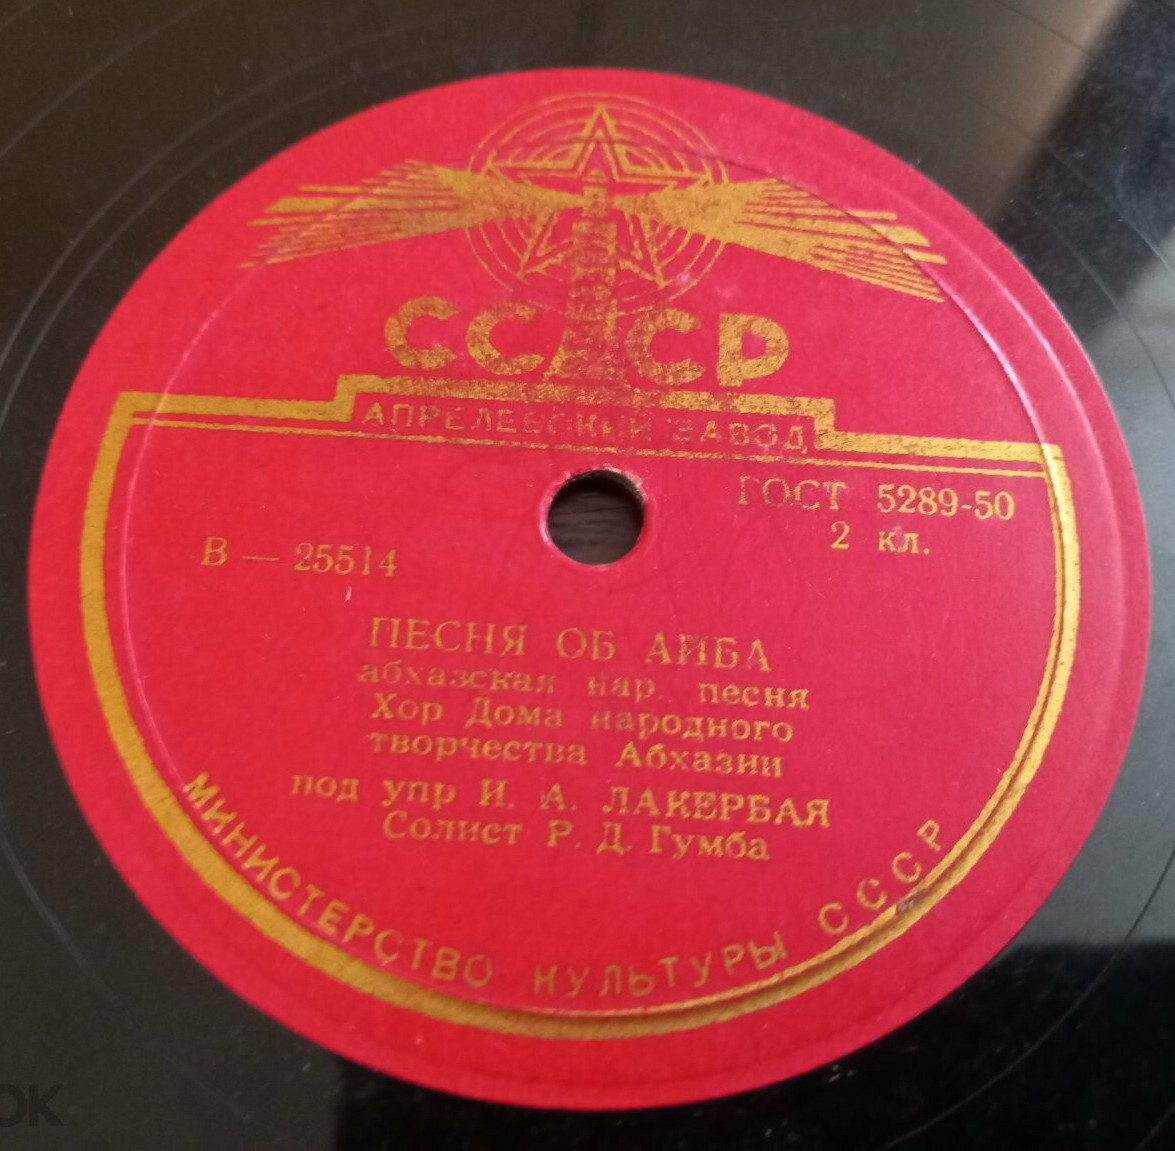 СССР
АПРЕЛЕВСКИЙ ЗАВОД
ГОСТ 5289-50
2 кл.
В — 25514
ПЕСНЯ ОБ АЙБА
абхазская нар. песня
Хор Дома народного
творчества Абхазии
под упр И. А. ЛАКЕРБАЯ
Солист Р. Д. Гумба
МИНИСТЕРСТВО КУЛЬТУРЫ СССР
ОК